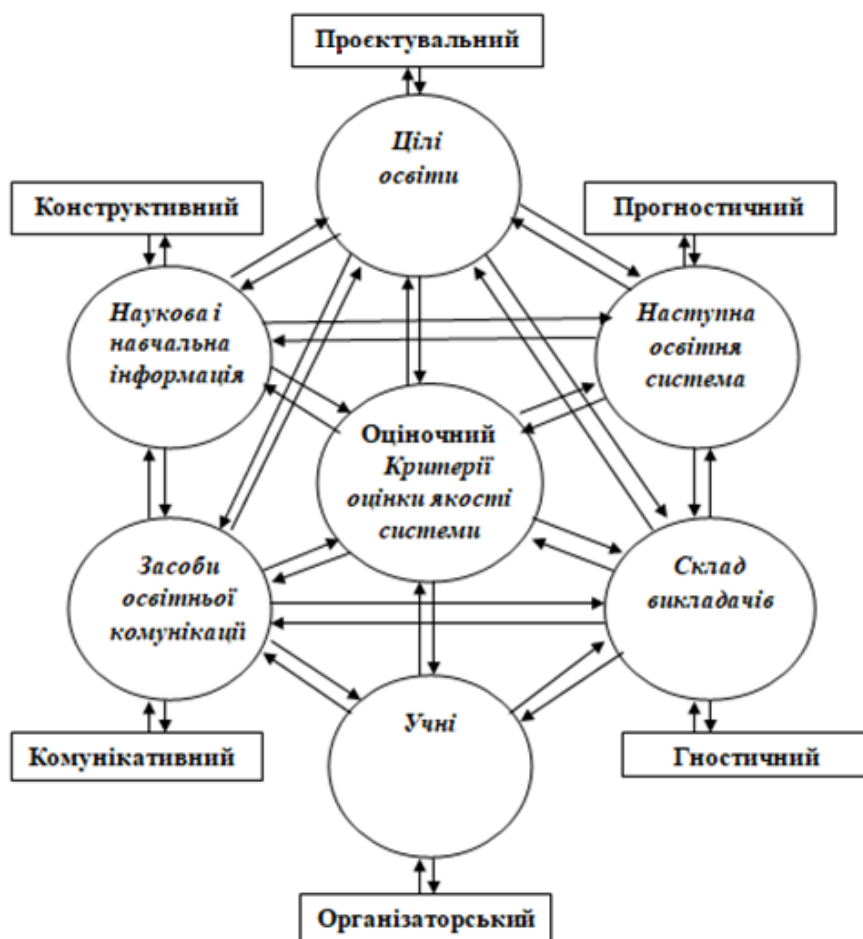 Проєктувальний
Цілі
освіти
Конструктивний
Прогностичний
Наукова і
навчальна
інформація
Наступна
освітня
система
Оціночний
Критерії
оцінки якості
системи
Засоби
освітньої
комунікації
Склад
викладачів
Учні
Комунікативний
Гностичний
Організаторський